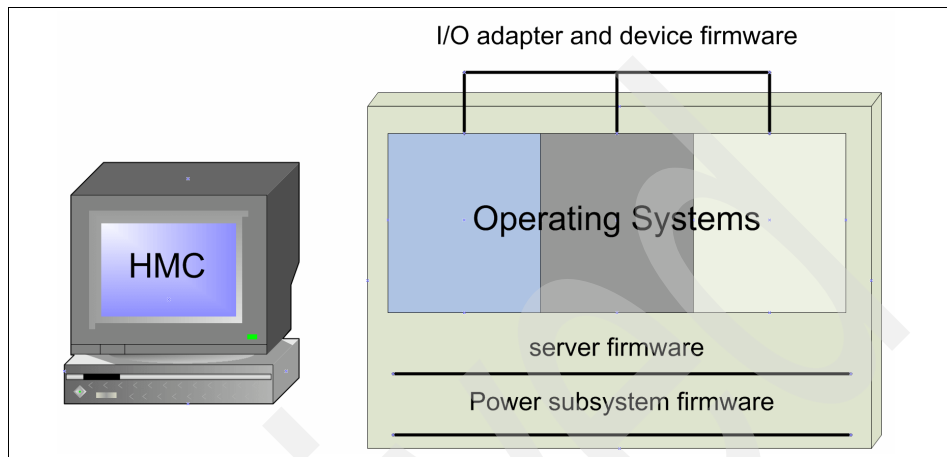 I/O adapter and device firmware
Operating Systems
HMC
server firmware
Power subsystem firmware